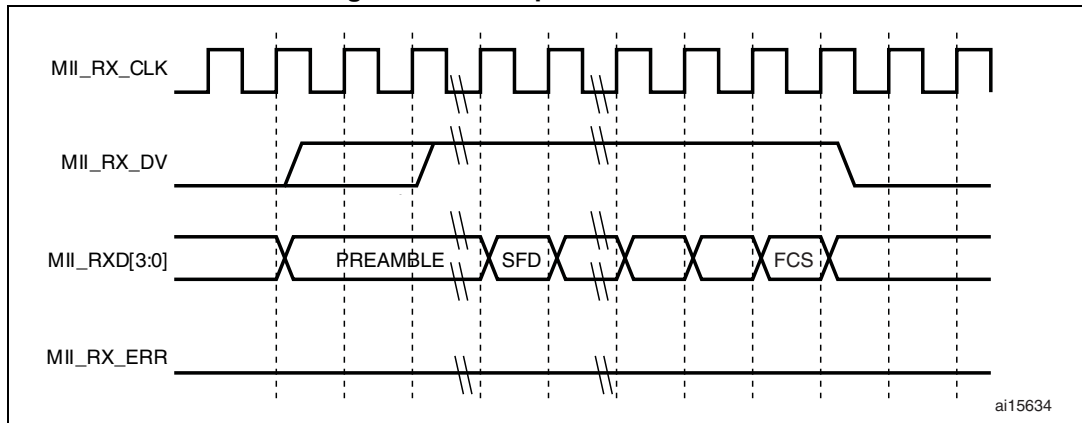 MII_RX_CLK
MII_RX_DV
MII_RXD[3:0]
PREAMBLE
SFD
FCS
MII_RX_ERR
ai15634